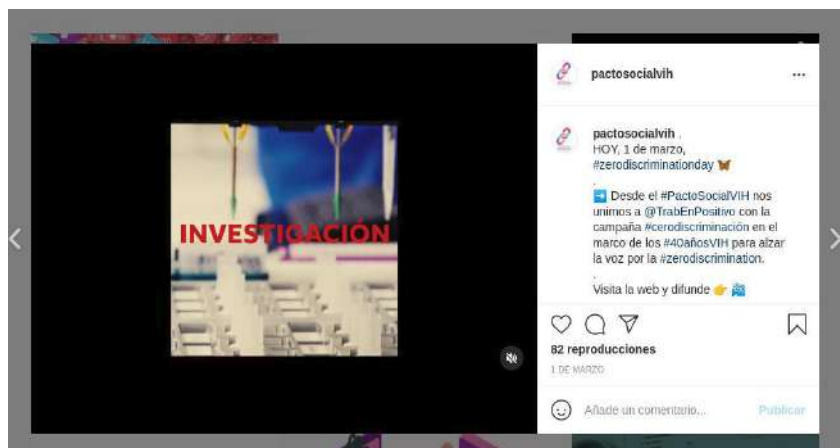 INVESTIGACIÓN
pactosocialvih
pactosocialvih .
HOY, 1 de marzo,
#zerodiscriminationday
.
Desde el #PactoSocialVIH nos
unimos a @TrabEnPositivo con la
campaña #cerodiscriminación en el
marco de los #40añosVIH para alzar
la voz por la #zerodiscrimination.
.
Visita la web y difunde
82 reproducciones
1 DE MARZO
Añade un comentario...
Publicar